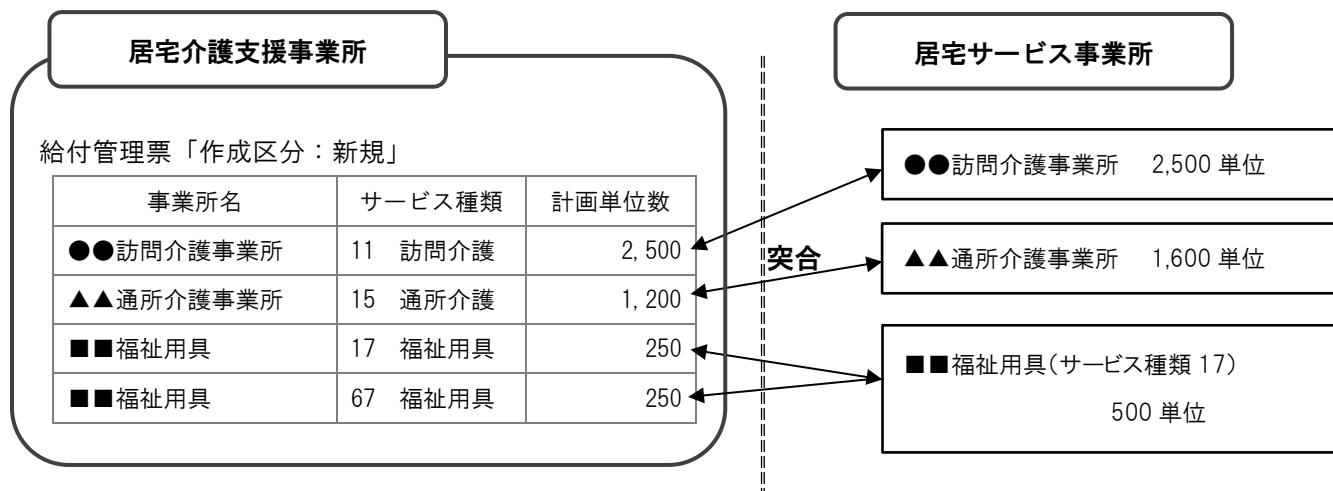 居宅介護支援事業所
居宅サービス事業所
給付管理票「作成区分：新規」
事業所名 サービス種類 計画単位数
●●訪問介護事業所 11 訪問介護 2,500
▲▲通所介護事業所 15 通所介護 1,200
■■福祉用具 17 福祉用具 250
■■福祉用具 67 福祉用具 250
突合
●●訪問介護事業所 2,500 単位
▲▲通所介護事業所 1,600 単位
■■福祉用具（サービス種類 17）
500 単位